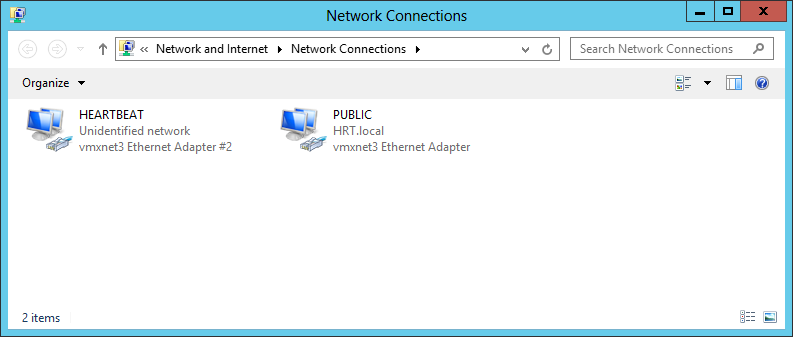 Network Connections
« Network and Internet Network Connections
Search Network Connections
Organize
HEARTBEAT
Unidentified network
vmxnet3 Ethernet Adapter #2
PUBLIC
HRT.local
vmxnet3 Ethernet Adapter
2 items